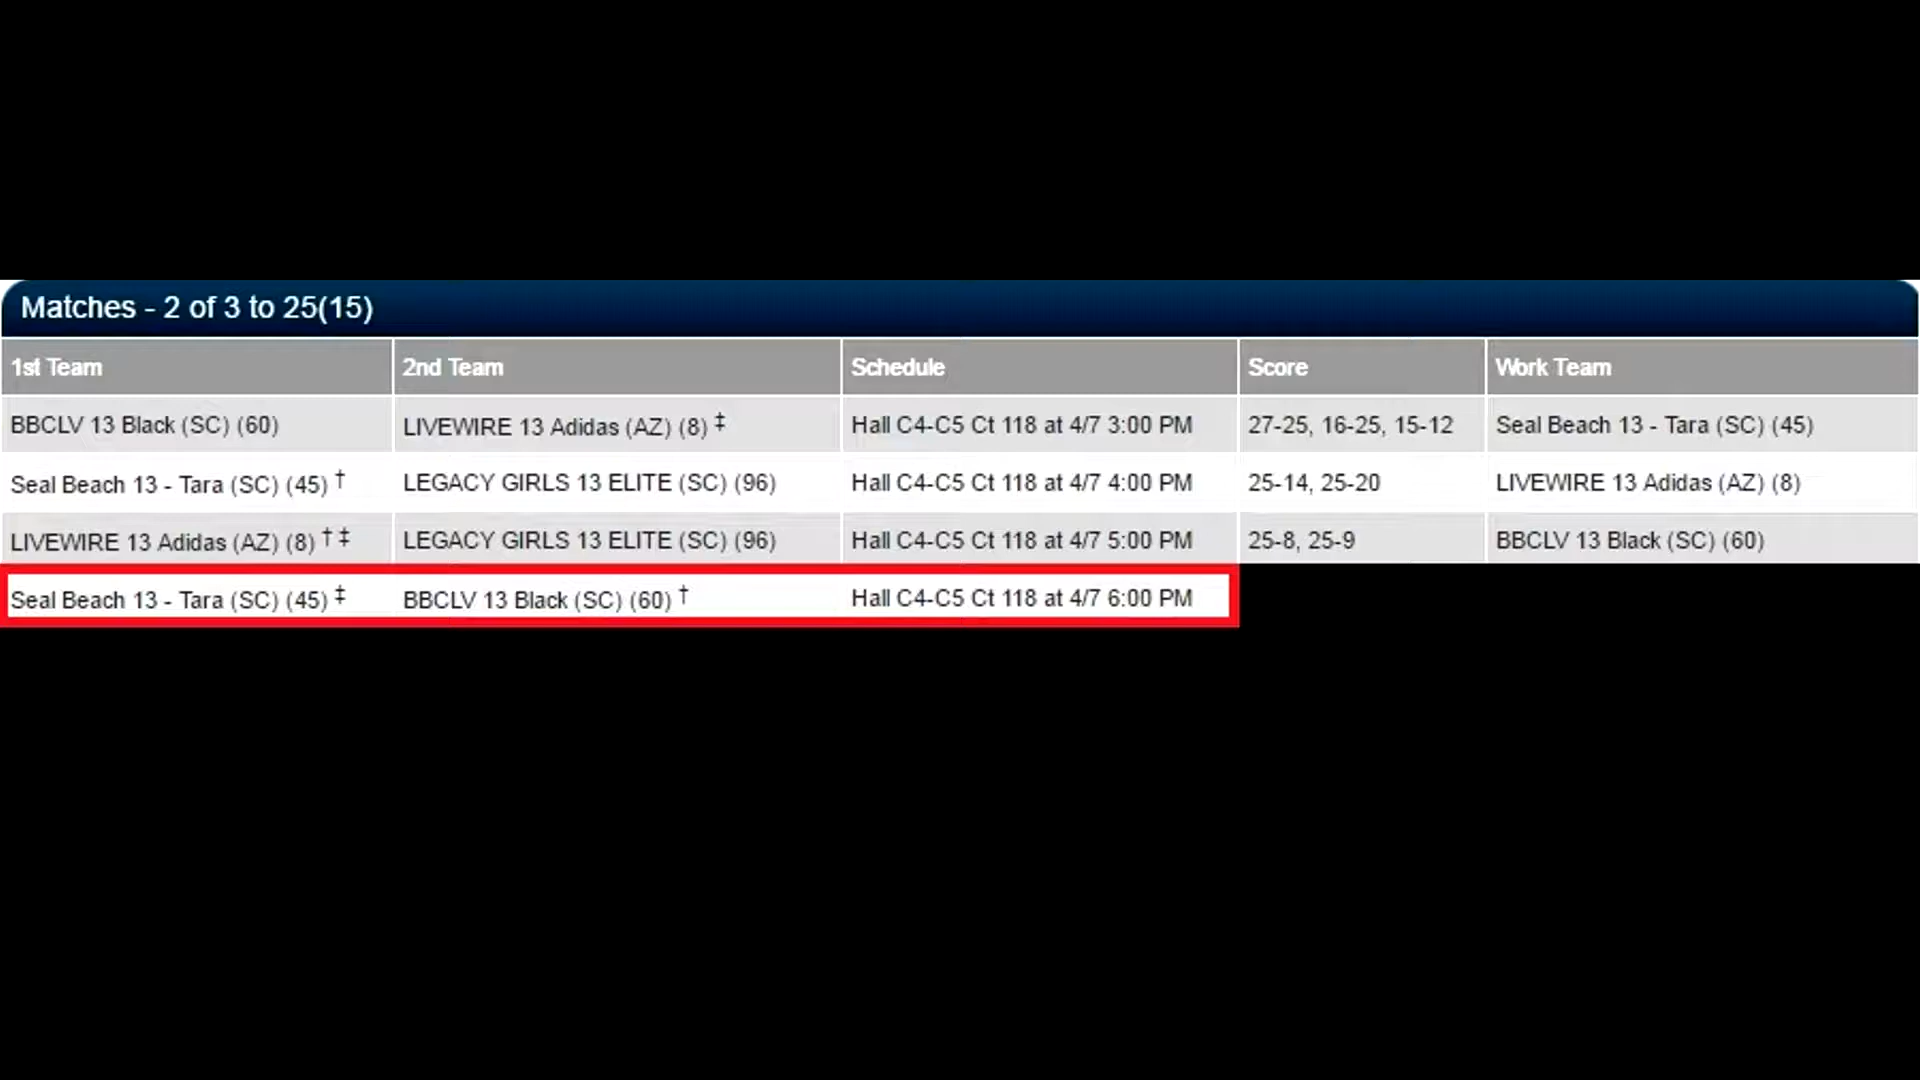 Matches - 2 of 3 to 25(15)
1st Team 2nd Team Schedule Score Work Team
BBCLV 13 Black (SC) (60) LIVEWIRE 13 Adidas (AZ) (8) ‡ Hall C4-C5 Ct 118 at 4/7 3:00 PM 27-25, 16-25, 15-12 Seal Beach 13 - Tara (SC) (45)
Seal Beach 13 - Tara (SC) (45) † LEGACY GIRLS 13 ELITE (SC) (96) Hall C4-C5 Ct 118 at 4/7 4:00 PM 25-14, 25-20 LIVEWIRE 13 Adidas (AZ) (8)
LIVEWIRE 13 Adidas (AZ) (8) † ‡ LEGACY GIRLS 13 ELITE (SC) (96) Hall C4-C5 Ct 118 at 4/7 5:00 PM 25-8, 25-9 BBCLV 13 Black (SC) (60)
Seal Beach 13 - Tara (SC) (45) ‡ BBCLV 13 Black (SC) (60) † Hall C4-C5 Ct 118 at 4/7 6:00 PM